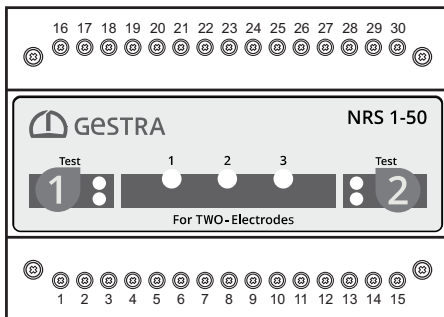 16 17 18 19 20 21 22 23 24 25 26 27 28 29 30
GESTRA
NRS 1-50
Test 1 2 3 Test
1 2
For TWO-Electrodes
1 2 3 4 5 6 7 8 9 10 11 12 13 14 15